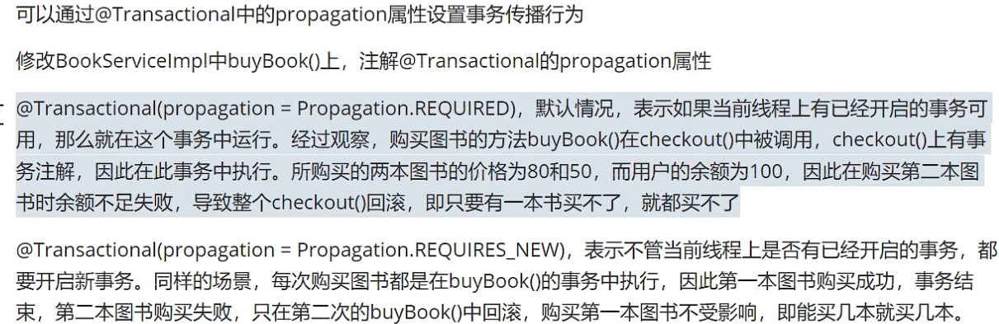 可以通过@Transactional中的propagation属性设置事务传播行为
修改BookServiceImpl中buyBook()上，注解@Transactional的propagation属性
@Transactional(propagation = Propagation.REQUIRED)，默认情况，表示如果当前线程上有已经开启的事务可
用，那么就在这个事务中运行。经过观察，购买图书的方法buyBook()在checkout()中被调用，checkout()上有事
务注解，因此在此事务中执行。所购买的两本图书的价格为80和50，而用户的余额为100，因此在购买第二本图
书时余额不足失败，导致整个checkout()回滚，即只要有一本书买不了，就都买不了
@Transactional(propagation = Propagation.REQUIRES_NEW)，表示不管当前线程上是否有已经开启的事务，都
要开启新事务。同样的场景，每次购买图书都是在buyBook()的事务中执行，因此第一本图书购买成功，事务结
束，第二本图书购买失败，只在第二次的buyBook()中回滚，购买第一本图书不受影响，即能买几本就买几本。